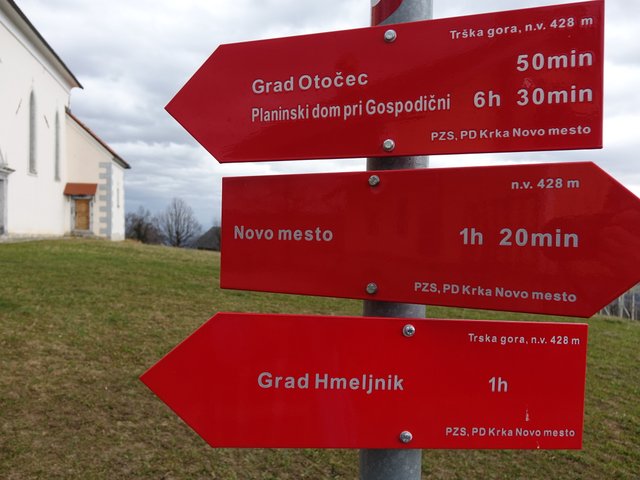 Trška gora, n.v. 428 m
Grad Otočec 50min
Planinski dom pri Gospodični 6h 30min
PZS, PD Krka Novo mesto
n.v. 428 m
Novo mesto 1h 20min
PZS, PD Krka Novo mesto
Trska gora, n.v. 428 m
Grad Hmeljnik 1h
PZS, PD Krka Novo mesto